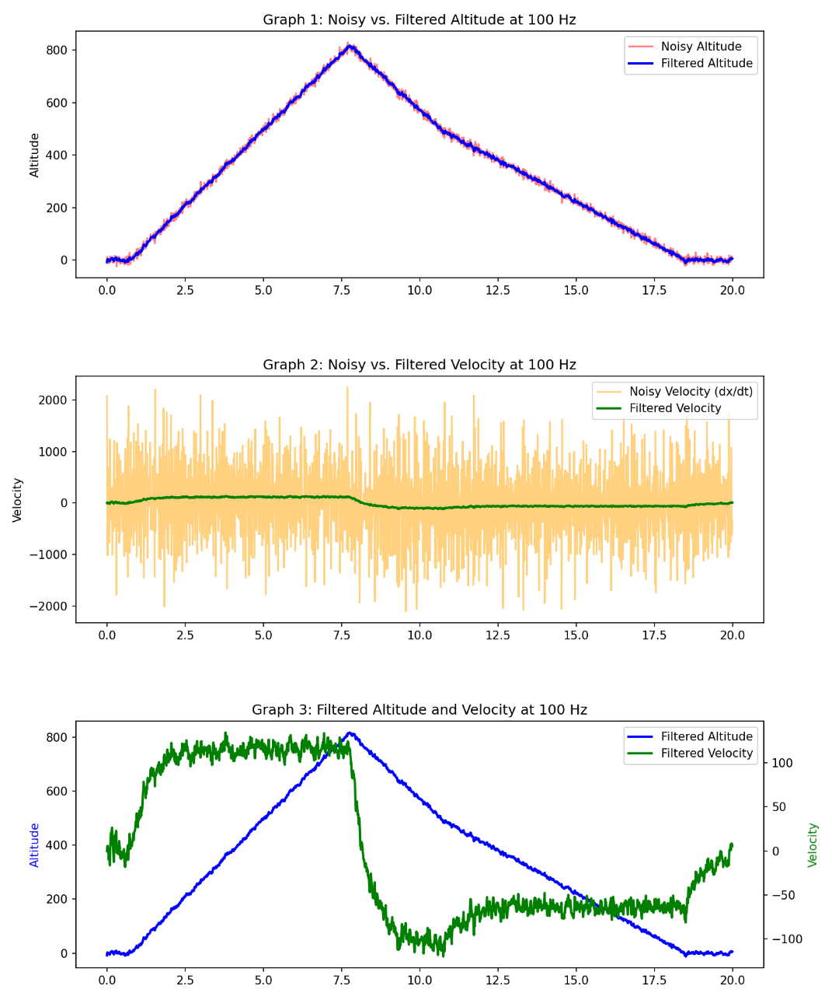 Graph 1: Noisy vs. Filtered Altitude at 100 Hz
Noisy Altitude
Filtered Altitude
Altitude
800
600
400
200
0
0.0 2.5 5.0 7.5 10.0 12.5 15.0 17.5 20.0
Graph 2: Noisy vs. Filtered Velocity at 100 Hz
Noisy Velocity (dx/dt)
Filtered Velocity
Velocity
2000
1000
0
−1000
−2000
0.0 2.5 5.0 7.5 10.0 12.5 15.0 17.5 20.0
Graph 3: Filtered Altitude and Velocity at 100 Hz
Filtered Altitude
Filtered Velocity
Altitude
800
600
400
200
0
100
50
0
−50
−100
Velocity
0.0 2.5 5.0 7.5 10.0 12.5 15.0 17.5 20.0